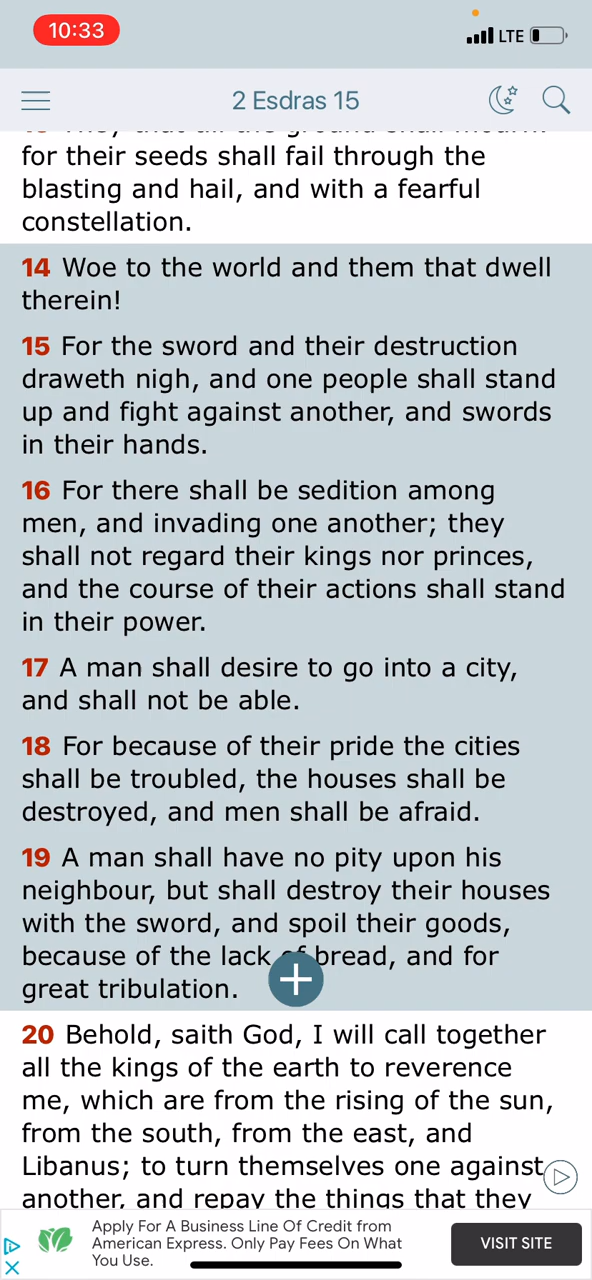 10:33
LTE
2 Esdras 15
for their seeds shall fail through the
blasting and hail, and with a fearful
constellation.
14 Woe to the world and them that dwell
therein!
15 For the sword and their destruction
draweth nigh, and one people shall stand
up and fight against another, and swords
in their hands.
16 For there shall be sedition among
men, and invading one another; they
shall not regard their kings nor princes,
and the course of their actions shall stand
in their power.
17 A man shall desire to go into a city,
and shall not be able.
18 For because of their pride the cities
shall be troubled, the houses shall be
destroyed, and men shall be afraid.
19 A man shall have no pity upon his
neighbour, but shall destroy their houses
with the sword, and spoil their goods,
because of the lack of bread, and for
great tribulation.
20 Behold, saith God, I will call together
all the kings of the earth to reverence
me, which are from the rising of the sun,
from the south, from the east, and
Libanus; to turn themselves one against
another, and repay the things that they
Apply For A Business Line Of Credit from
American Express. Only Pay Fees On What
You Use.
VISIT SITE